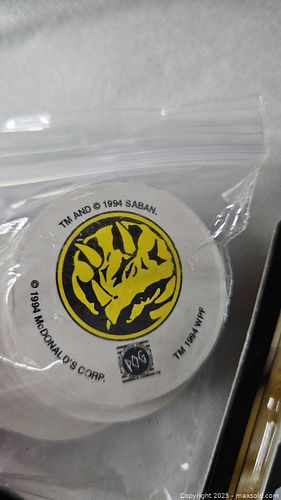 TM AND © 1994 SABAN.
© 1994 McDONALD'S CORP.
TM 1994 WPF
POG
Copyright © 2025 - maxsold.com